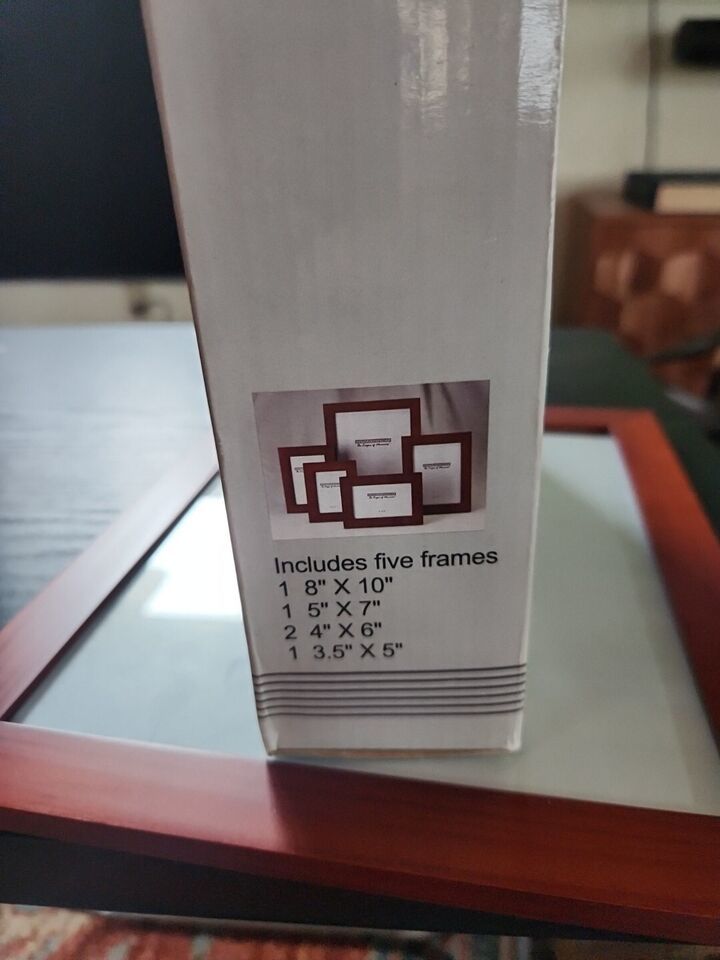 Includes five frames
1 8" X 10"
1 5" X 7"
2 4" X 6"
1 3.5" X 5"